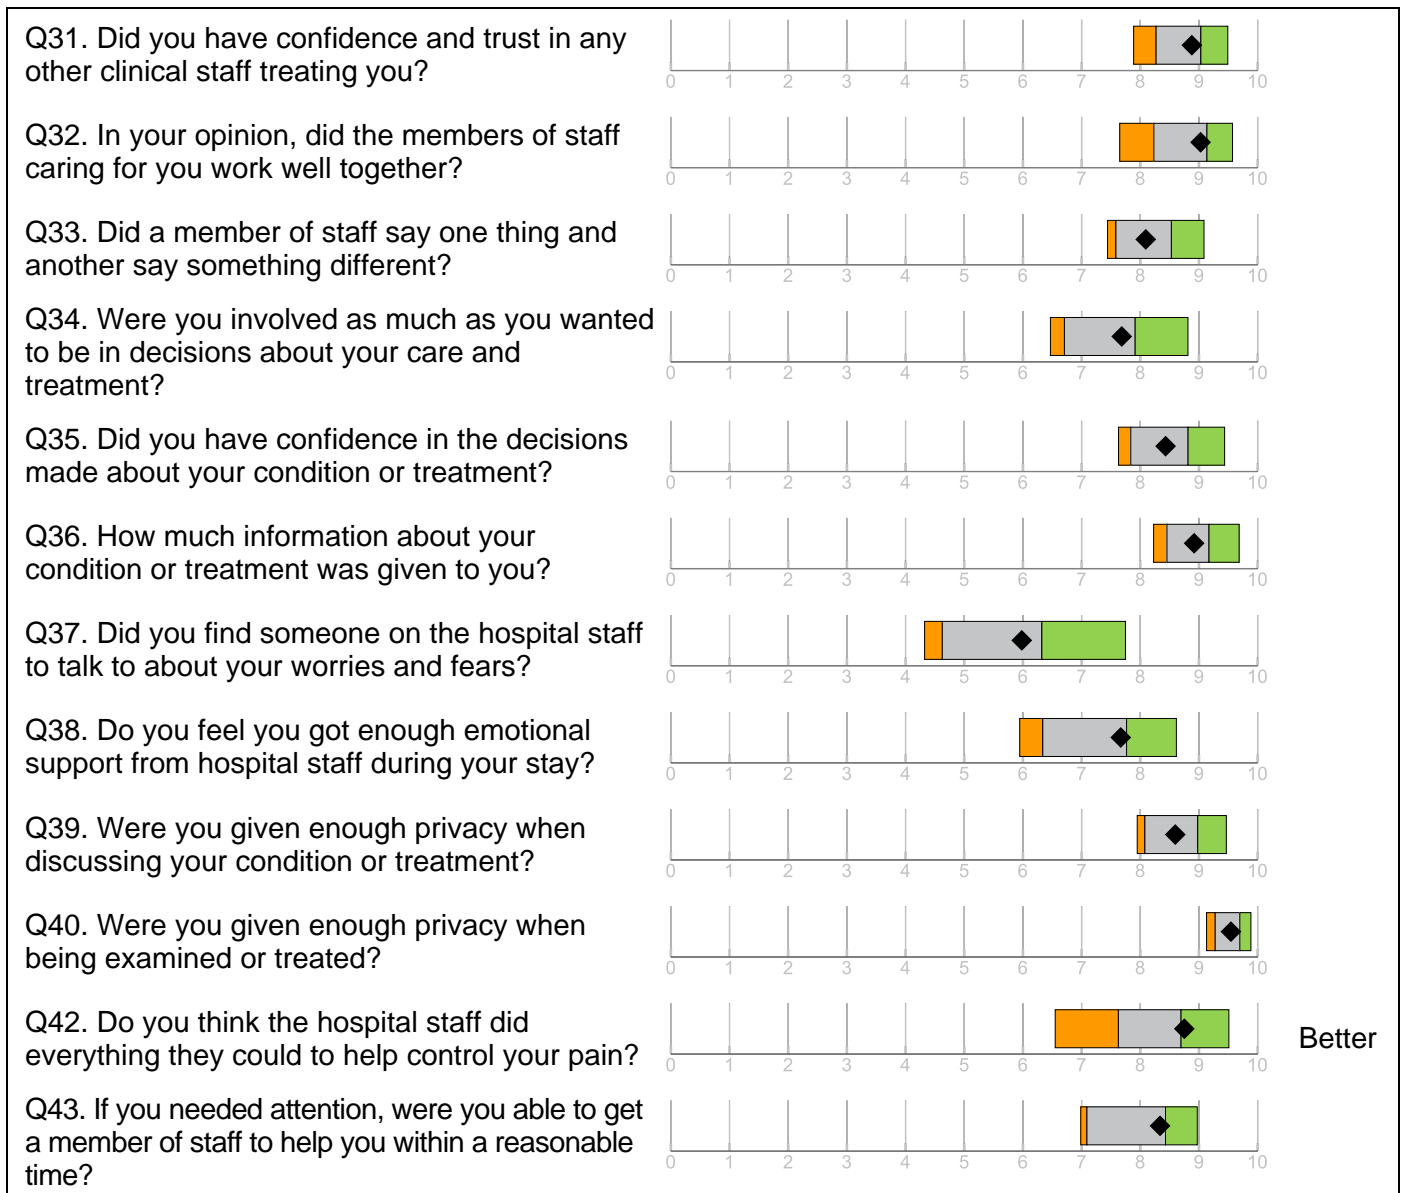 Q31. Did you have confidence and trust in any
other clinical staff treating you?
0 1 2 3 4 5 6 7 8 9 10
Q32. In your opinion, did the members of staff
caring for you work well together?
0 1 2 3 4 5 6 7 8 9 10
Q33. Did a member of staff say one thing and
another say something different?
0 1 2 3 4 5 6 7 8 9 10
Q34. Were you involved as much as you wanted
to be in decisions about your care and
treatment?
0 1 2 3 4 5 6 7 8 9 10
Q35. Did you have confidence in the decisions
made about your condition or treatment?
0 1 2 3 4 5 6 7 8 9 10
Q36. How much information about your
condition or treatment was given to you?
0 1 2 3 4 5 6 7 8 9 10
Q37. Did you find someone on the hospital staff
to talk to about your worries and fears?
0 1 2 3 4 5 6 7 8 9 10
Q38. Do you feel you got enough emotional
support from hospital staff during your stay?
0 1 2 3 4 5 6 7 8 9 10
Q39. Were you given enough privacy when
discussing your condition or treatment?
0 1 2 3 4 5 6 7 8 9 10
Q40. Were you given enough privacy when
being examined or treated?
0 1 2 3 4 5 6 7 8 9 10
Q42. Do you think the hospital staff did
everything they could to help control your pain?
0 1 2 3 4 5 6 7 8 9 10
Better
Q43. If you needed attention, were you able to get
a member of staff to help you within a reasonable
time?
0 1 2 3 4 5 6 7 8 9 10